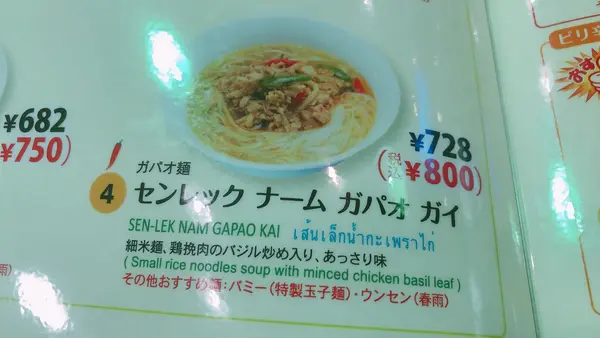 ¥682
¥750)
ピリ辛
¥728
(税込 ¥800)
ガパオ麺
4 センレック ナーム ガパオ ガイ
SEN-LEK NAM GAPAO KAI เส้นเล็กน้ำกะเพราไก่
細米麺、鶏挽肉のバジル炒め入り、あっさり味
( Small rice noodles soup with minced chicken basil leaf )
雨)
その他おすすめ麺：バミー(特製玉子麺)・ウンセン(春雨)